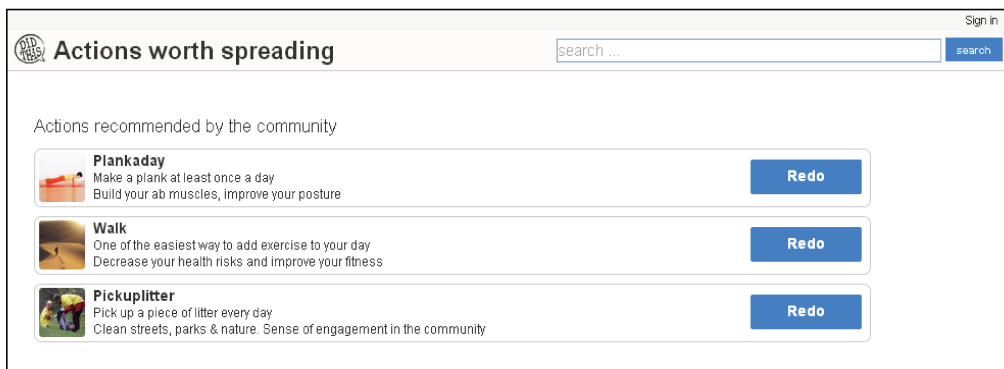 Sign in
DID THIS
Actions worth spreading
search ...
search
Actions recommended by the community
Plankaday
Make a plank at least once a day
Build your ab muscles, improve your posture
Redo
Walk
One of the easiest way to add exercise to your day
Decrease your health risks and improve your fitness
Redo
Pickuplitter
Pick up a piece of litter every day
Clean streets, parks & nature. Sense of engagement in the community
Redo